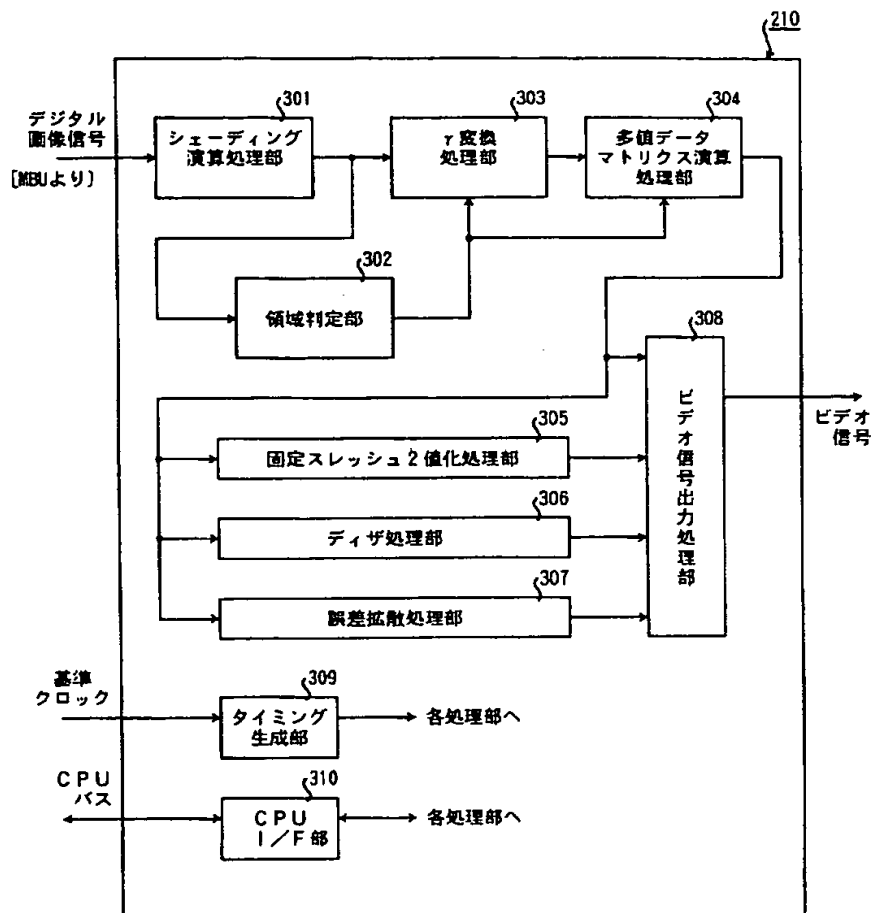 210
デジタル
画像信号
[MBUより]
301
シェーディング
演算処理部
303
γ変換
処理部
304
多値データ
マトリクス演算
処理部
302
領域判定部
308
ビデオ信号出力処理部
ビデオ
信号
305
固定スレッシュ2値化処理部
306
ディザ処理部
307
誤差拡散処理部
基準
クロック
309
タイミング
生成部
各処理部へ
CPU
バス
310
CPU
I/F部
各処理部へ